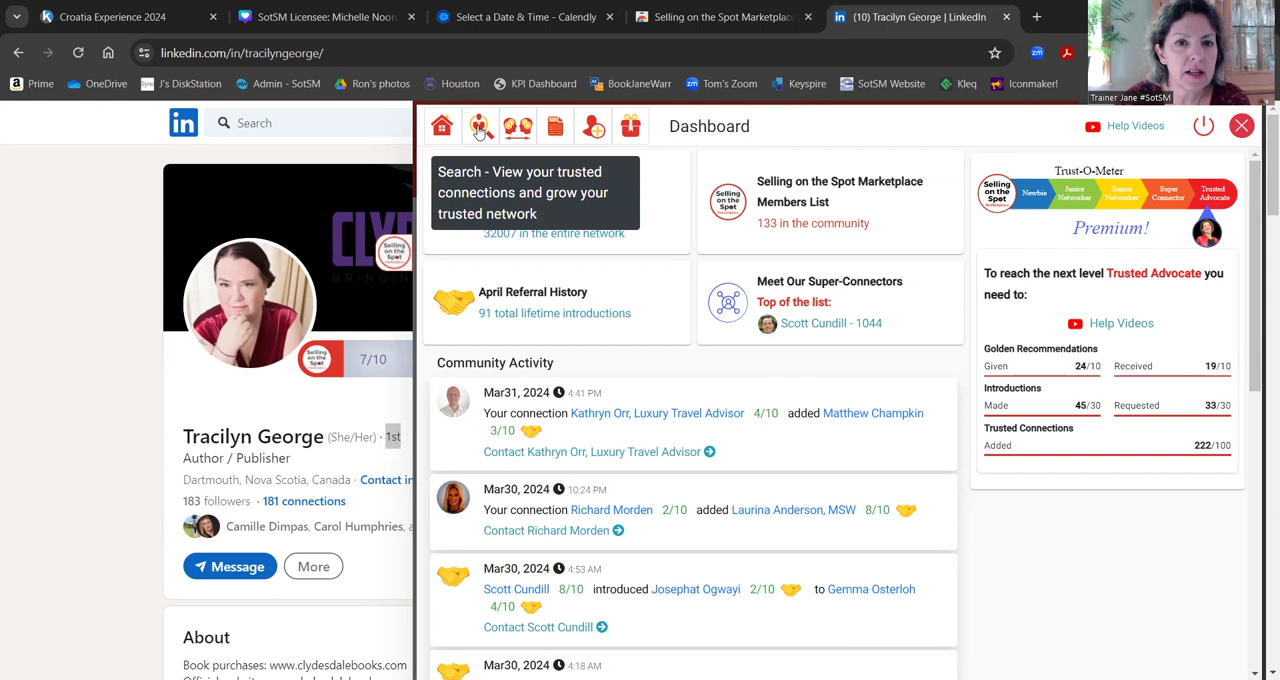 Croatia Experience 2024
SotSM Licensee: Michelle Noon
Select a Date & Time - Calendly
Selling on the Spot Marketplace
(10) Tracilyn George | LinkedIn
linkedin.com/in/tracilyngeorge/
Prime
OneDrive
J's DiskStation
Admin - SotSM
Ron's photos
Houston
KPI Dashboard
BookJaneWarr
Tom's Zoom
Keyspire
SotSM Website
Kleq
Iconmaker!
Trainer Jane #SotSM
Search
Dashboard
Help Videos
Search - View your trusted
connections and grow your
trusted network
32007 in the entire network
Selling on the Spot Marketplace
Members List
133 in the community
April Referral History
91 total lifetime introductions
Meet Our Super-Connectors
Top of the list:
Scott Cundill - 1044
Community Activity
Mar31, 2024 4:41 PM
Your connection Kathryn Orr, Luxury Travel Advisor 4/10 added Matthew Champkin
3/10
Contact Kathryn Orr, Luxury Travel Advisor
Mar30, 2024 10:24 PM
Your connection Richard Morden 2/10 added Laurina Anderson, MSW 8/10
Contact Richard Morden
Mar30, 2024 4:53 AM
Scott Cundill 8/10 introduced Josephat Ogwayi 2/10 to Gemma Osterloh
4/10
Contact Scott Cundill
Mar30, 2024 4:18 AM
Trust-O-Meter
Selling on the Spot
Newbie
Junior Networker
Senior Networker
Super Connector
Trusted Advocate
Premium!
To reach the next level Trusted Advocate you
need to:
Help Videos
Golden Recommendations
Given 24/10 Received 19/10
Introductions
Made 45/30 Requested 33/30
Trusted Connections
Added 222/100
CLYD
BRINGIN
Selling on the Spot
7/10
Tracilyn George (She/Her) · 1st
Author / Publisher
Dartmouth, Nova Scotia, Canada · Contact in
183 followers · 181 connections
Camille Dimpas, Carol Humphries, a
Message
More
About
Book purchases: www.clydesdalebooks.com